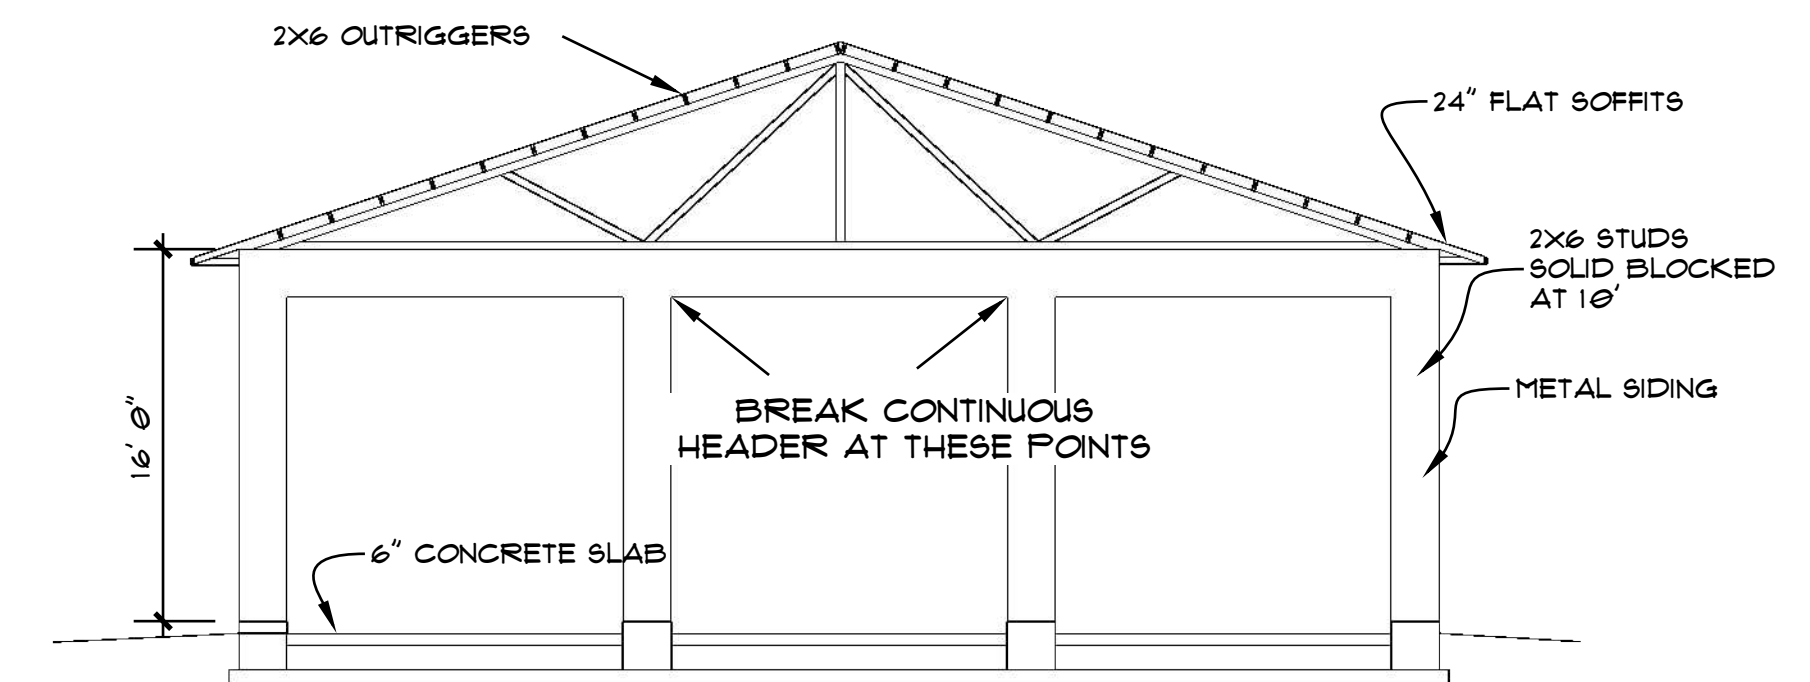 2X6 OUTRIGGERS
24" FLAT SOFFITS
2X6 STUDS
SOLID BLOCKED
AT 10'
METAL SIDING
BREAK CONTINUOUS
HEADER AT THESE POINTS
16' 0"
6" CONCRETE SLAB